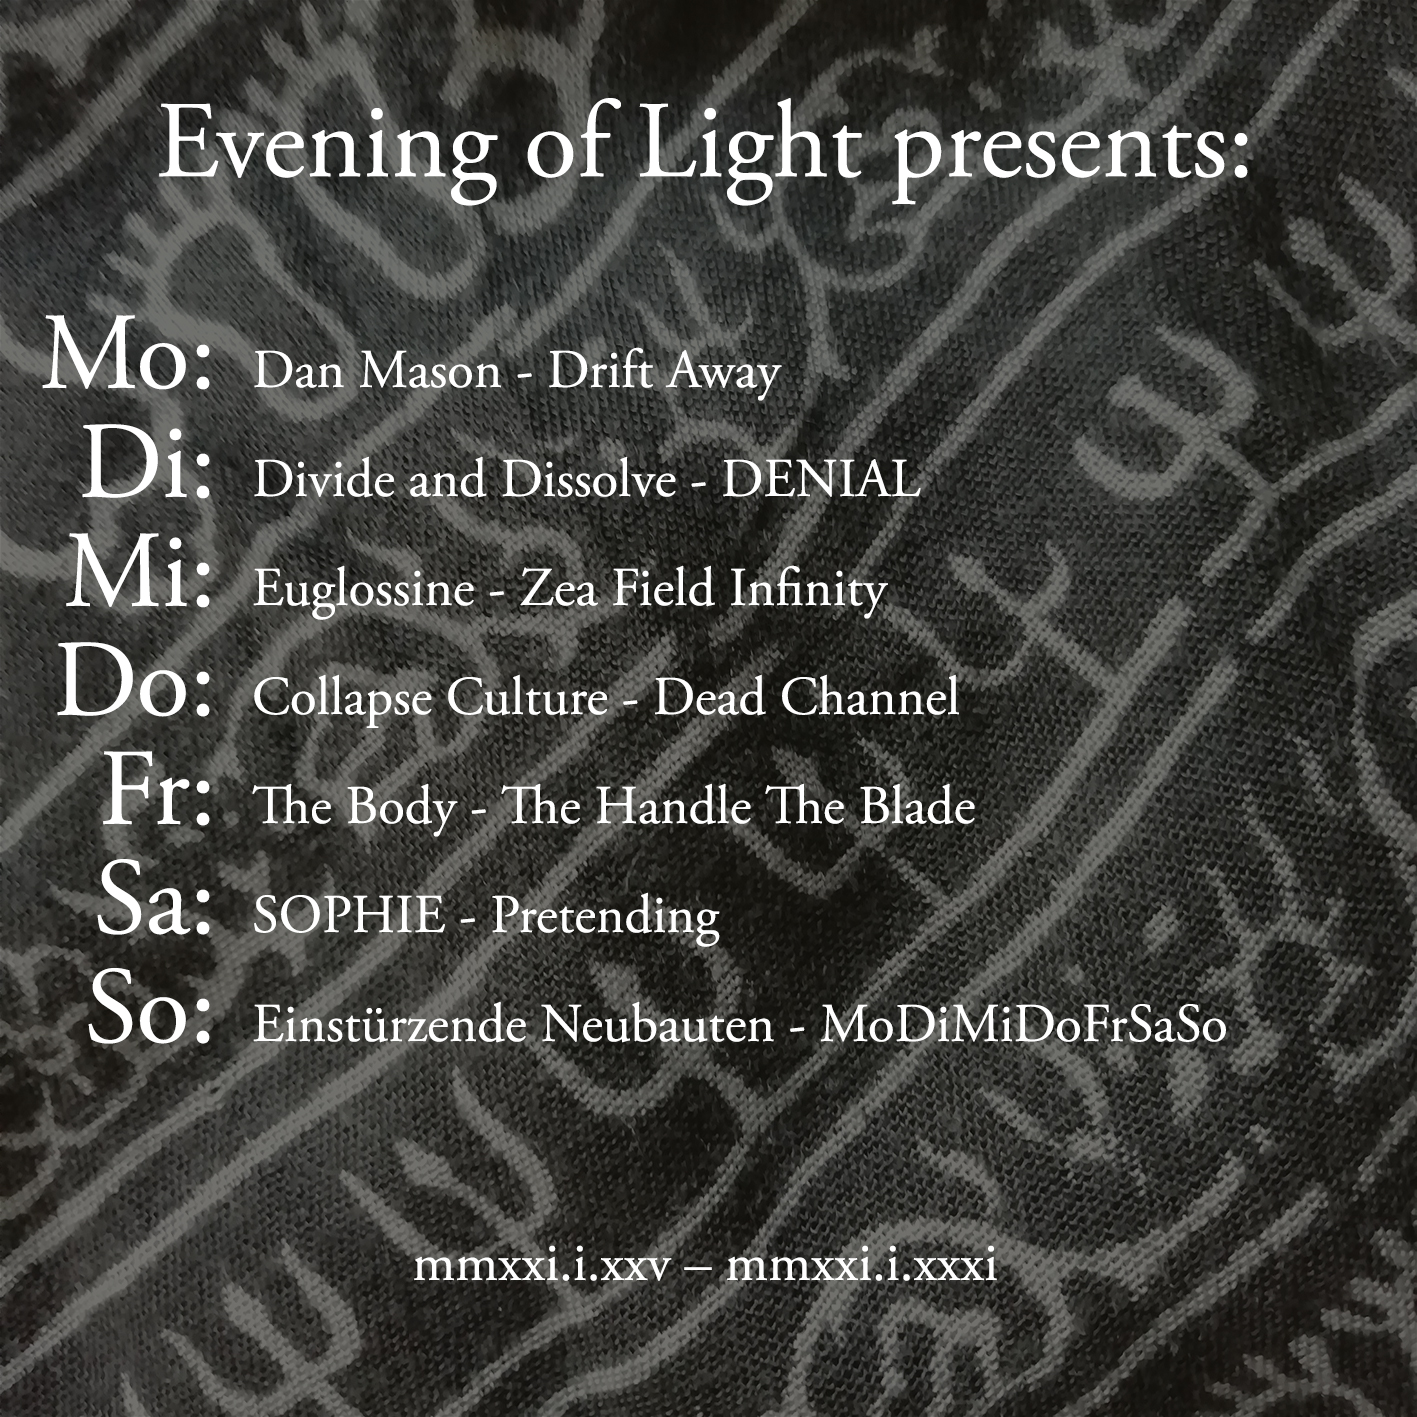 Evening of Light presents:
Mo: Dan Mason - Drift Away
Di: Divide and Dissolve - DENIAL
Mi: Euglossine - Zea Field Infinity
Do: Collapse Culture - Dead Channel
Fr: The Body - The Handle The Blade
Sa: SOPHIE - Pretending
So: Einstürzende Neubauten - MoDiMiDoFrSaSo
mmxxi.i.xxv – mmxxi.i.xxxi